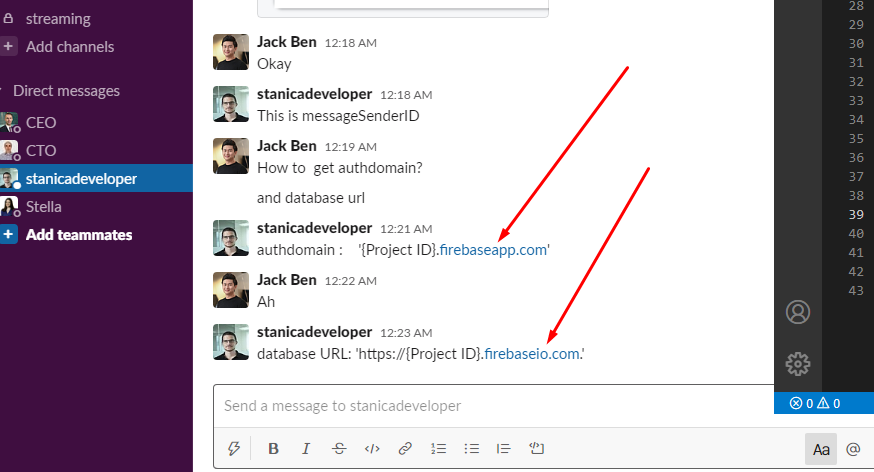 streaming
Add channels
Direct messages
CEO
CTO
stanicadeveloper
Stella
Add teammates
Jack Ben 12:18 AM
Okay
stanicadeveloper 12:18 AM
This is messageSenderID
Jack Ben 12:19 AM
How to get authdomain?
and database url
stanicadeveloper 12:21 AM
authdomain : '{Project ID}.firebaseapp.com'
Jack Ben 12:22 AM
Ah
stanicadeveloper 12:23 AM
database URL: 'https://{Project ID}.firebaseio.com.'
Send a message to stanicadeveloper
B I S Aa @
28
29
30
31
32
33
34
35
36
37
38
39
40
41
42
43
0 0